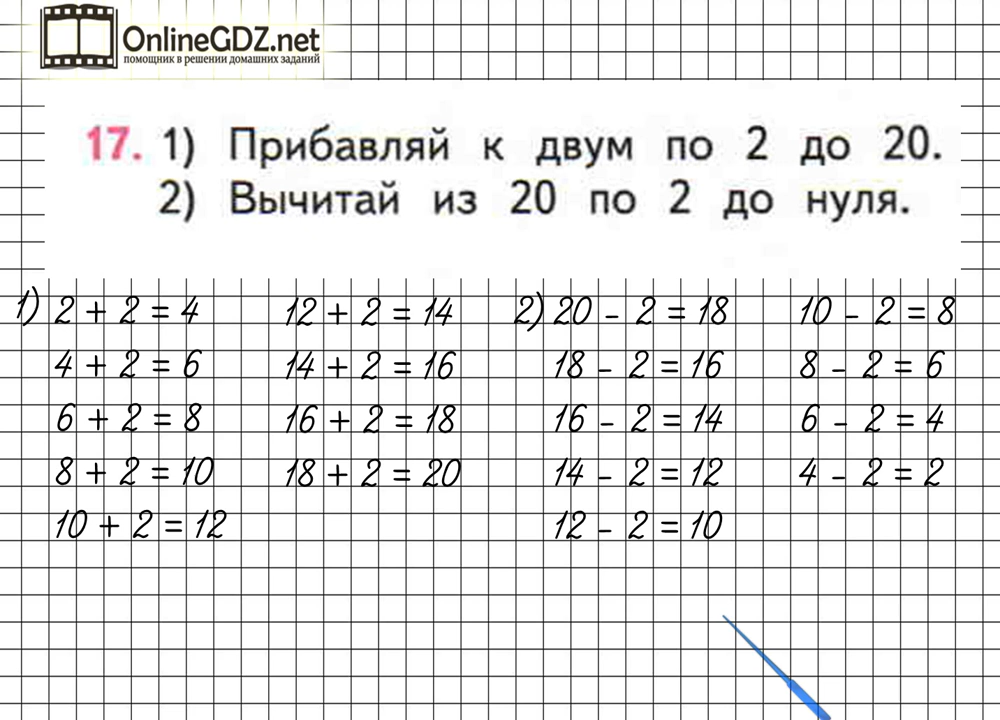 OnlineGDZ.net
помощник в решении домашних заданий
17. 1) Прибавляй к двум по 2 до 20.
2) Вычитай из 20 по 2 до нуля.
1) 2 + 2 = 4
4 + 2 = 6
6 + 2 = 8
8 + 2 = 10
10 + 2 = 12
12 + 2 = 14
14 + 2 = 16
16 + 2 = 18
18 + 2 = 20
2) 20 - 2 = 18
18 - 2 = 16
16 - 2 = 14
14 - 2 = 12
12 - 2 = 10
10 - 2 = 8
8 - 2 = 6
6 - 2 = 4
4 - 2 = 2